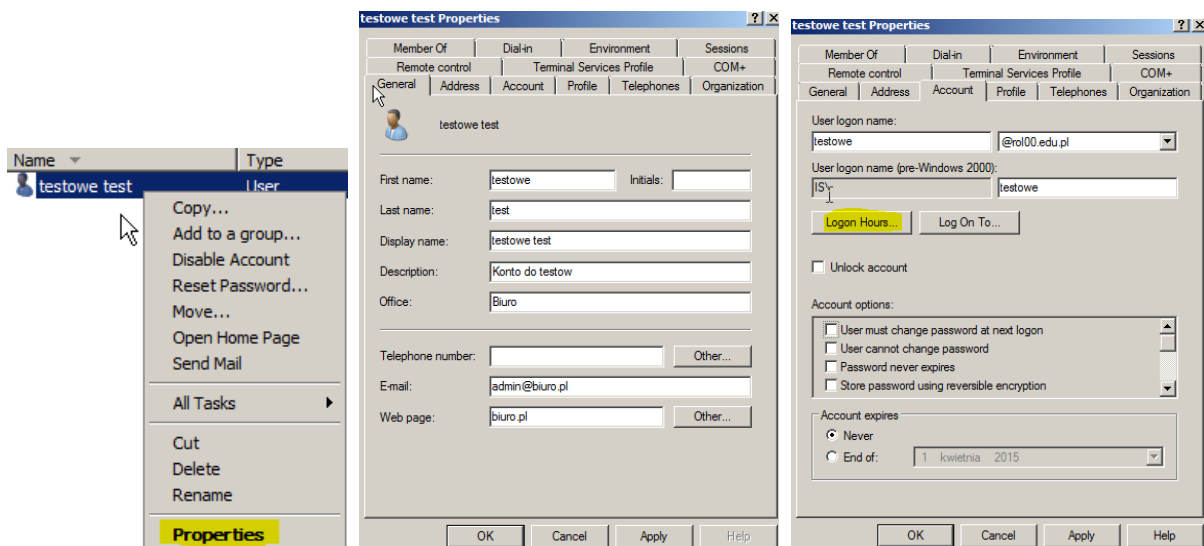 Name Type
testowe test User
Copy...
Add to a group...
Disable Account
Reset Password...
Move...
Open Home Page
Send Mail
All Tasks
Cut
Delete
Rename
Properties
testowe test Properties
Member Of Dial-in Environment Sessions
Remote control Terminal Services Profile COM+
General Address Account Profile Telephones Organization
testowe test
First name: testowe Initials:
Last name: test
Display name: testowe test
Description: Konto do testow
Office: Biuro
Telephone number: Other...
E-mail: admin@biuro.pl
Web page: biuro.pl Other...
OK Cancel Apply Help
testowe test Properties
Member Of Dial-in Environment Sessions
Remote control Terminal Services Profile COM+
General Address Account Profile Telephones Organization
User logon name:
testowe @rol00.edu.pl
User logon name (pre-Windows 2000):
IS\ testowe
Logon Hours... Log On To...
Unlock account
Account options:
User must change password at next logon
User cannot change password
Password never expires
Store password using reversible encryption
Account expires
Never
End of: 1 kwietnia 2015
OK Cancel Apply Help